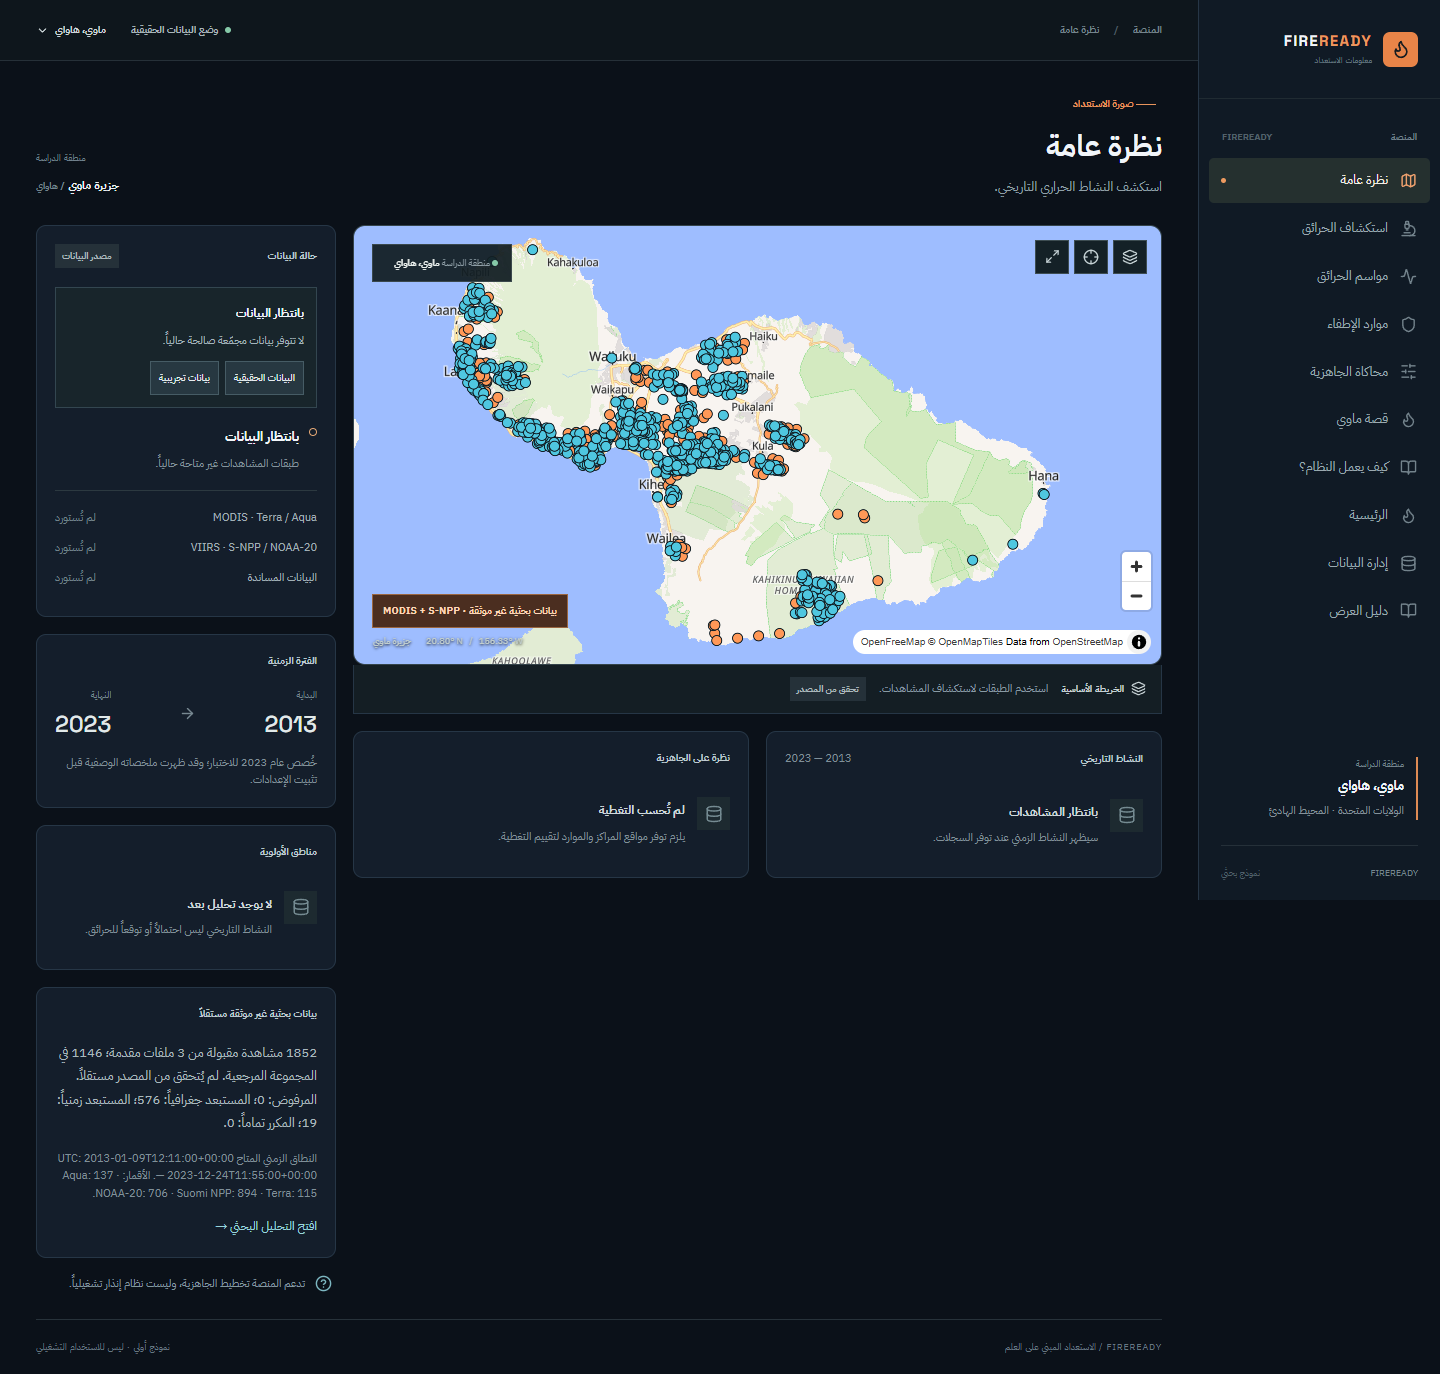 FIREREADY
معلومات الاستعداد
المنصة
FIREREADY
نظرة عامة
استكشاف الحرائق
مواسم الحرائق
موارد الإطفاء
محاكاة الجاهزية
قصة ماوي
كيف يعمل النظام؟
الرئيسية
إدارة البيانات
دليل العرض
منطقة الدراسة
ماوي، هاواي
الولايات المتحدة · المحيط الهادئ
FIREREADY
نموذج بحثي
المنصة / نظرة عامة
وضع البيانات الحقيقية
ماوي، هاواي
صورة الاستعداد
نظرة عامة
استكشف النشاط الحراري التاريخي.
منطقة الدراسة
جزيرة ماوي / هاواي
منطقة الدراسة ماوي، هاواي
Kahakuloa
Haiku
Waikapu
Pukalani
Kula
Hana
Wailea
KAHOOLAWE
بيانات بحثية غير موثقة · MODIS + S-NPP
جزيرة ماوي
OpenFreeMap © OpenMapTiles Data from OpenStreetMap
الخريطة الأساسية
استخدم الطبقات لاستكشاف المشاهدات.
تحقق من المصدر
النشاط التاريخي
2013 — 2023
بانتظار المشاهدات
سيظهر النشاط الزمني عند توفر السجلات.
نظرة على الجاهزية
لم تُحسب التغطية
يلزم توفر مواقع المراكز والموارد لتقييم التغطية.
حالة البيانات
مصدر البيانات
بانتظار البيانات
لا تتوفر بيانات مجمّعة صالحة حالياً.
البيانات الحقيقية
بيانات تجريبية
بانتظار البيانات
طبقات المشاهدات غير متاحة حالياً.
MODIS · Terra / Aqua
لم تُستورد
VIIRS · S-NPP / NOAA-20
لم تُستورد
البيانات المساندة
لم تُستورد
الفترة الزمنية
البداية
2013
النهاية
2023
خُصص عام 2023 للاختبار؛ وقد ظهرت ملخصاته الوصفية قبل
تثبيت الإعدادات.
مناطق الأولوية
لا يوجد تحليل بعد
النشاط التاريخي ليس احتمالاً أو توقعاً للحرائق.
بيانات بحثية غير موثقة مستقلاً
1852 مشاهدة مقبولة من 3 ملفات مقدمة؛ 1146 في
المجموعة المرجعية. لم يُتحقق من المصدر مستقلاً.
المرفوض: 0؛ المستبعد جغرافياً: 576؛ المستبعد زمنياً:
19؛ المكرر تماماً: 0.
النطاق الزمني المتاح UTC: 2013-01-09T12:11:00+00:00
— 2023-12-24T11:55:00+00:00. الأقمار: Aqua: 137 ·
NOAA-20: 706 · Suomi NPP: 894 · Terra: 115.
افتح التحليل البحثي →
تدعم المنصة تخطيط الجاهزية، وليست نظام إنذار تشغيلياً.
FIREREADY / الاستعداد المبني على العلم
نموذج أولي · ليس للاستخدام التشغيلي